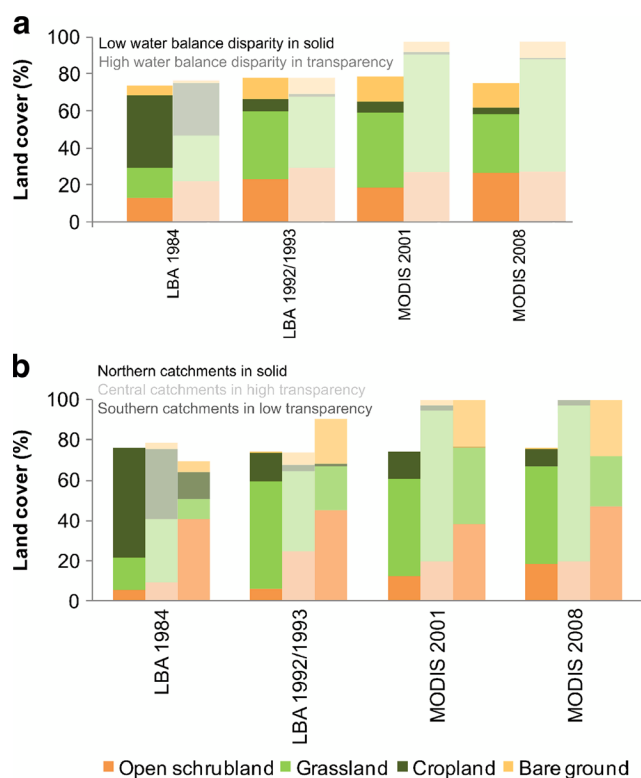 a
Land cover (%)
100
80
60
40
20
0
Low water balance disparity in solid
High water balance disparity in transparency
LBA 1984
LBA 1992/1993
MODIS 2001
MODIS 2008
b
Land cover (%)
100
80
60
40
20
0
Northern catchments in solid
Central catchments in high transparency
Southern catchments in low transparency
LBA 1984
LBA 1992/1993
MODIS 2001
MODIS 2008
Open schrubland Grassland Cropland Bare ground